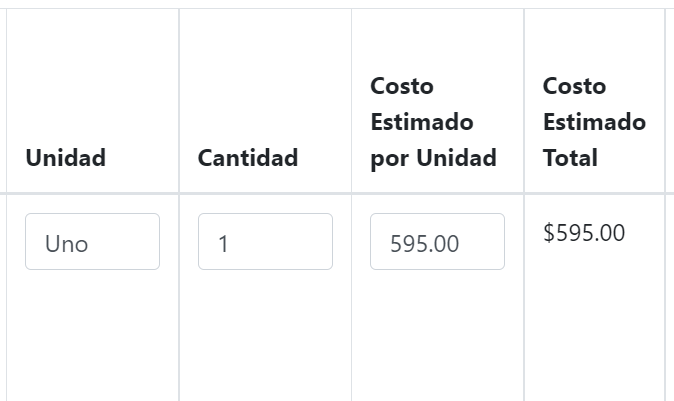 Unidad
Cantidad
Costo
Estimado
por Unidad
Costo
Estimado
Total
Uno
1
595.00
$595.00